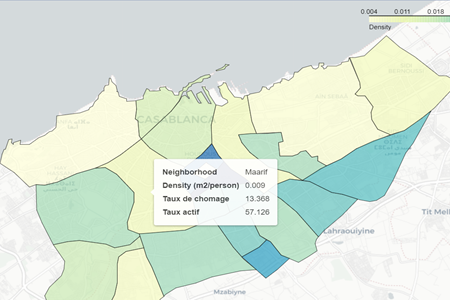 0.004 0.011 0.018
Density
CASABLANCA
Neighborhood Maarif
Density (m2/person) 0.009
Taux de chomage 13.368
Taux actif 57.126
Lahraouiyine
Tit Mell
Mzabiyne